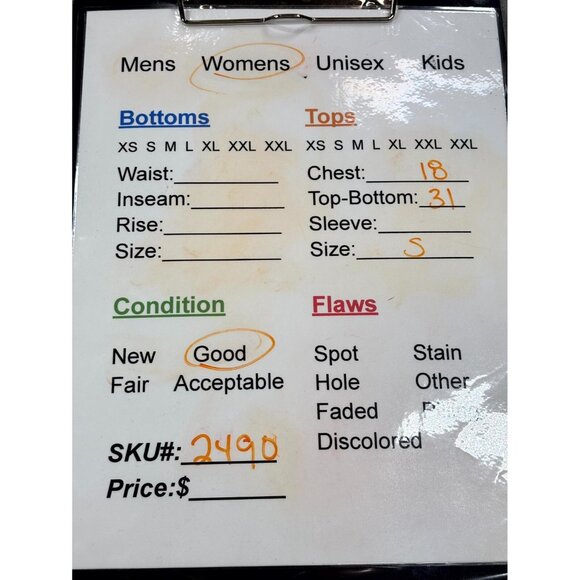 Mens Womens Unisex Kids
Bottoms Tops
XS S M L XL XXL XXL XS S M L XL XXL XXL
Waist: Chest: 18
Inseam: Top-Bottom: 31
Rise: Sleeve:
Size: Size: S
Condition Flaws
New Good Spot Stain
Fair Acceptable Hole Other
Faded
Discolored
SKU#: 2490
Price:$